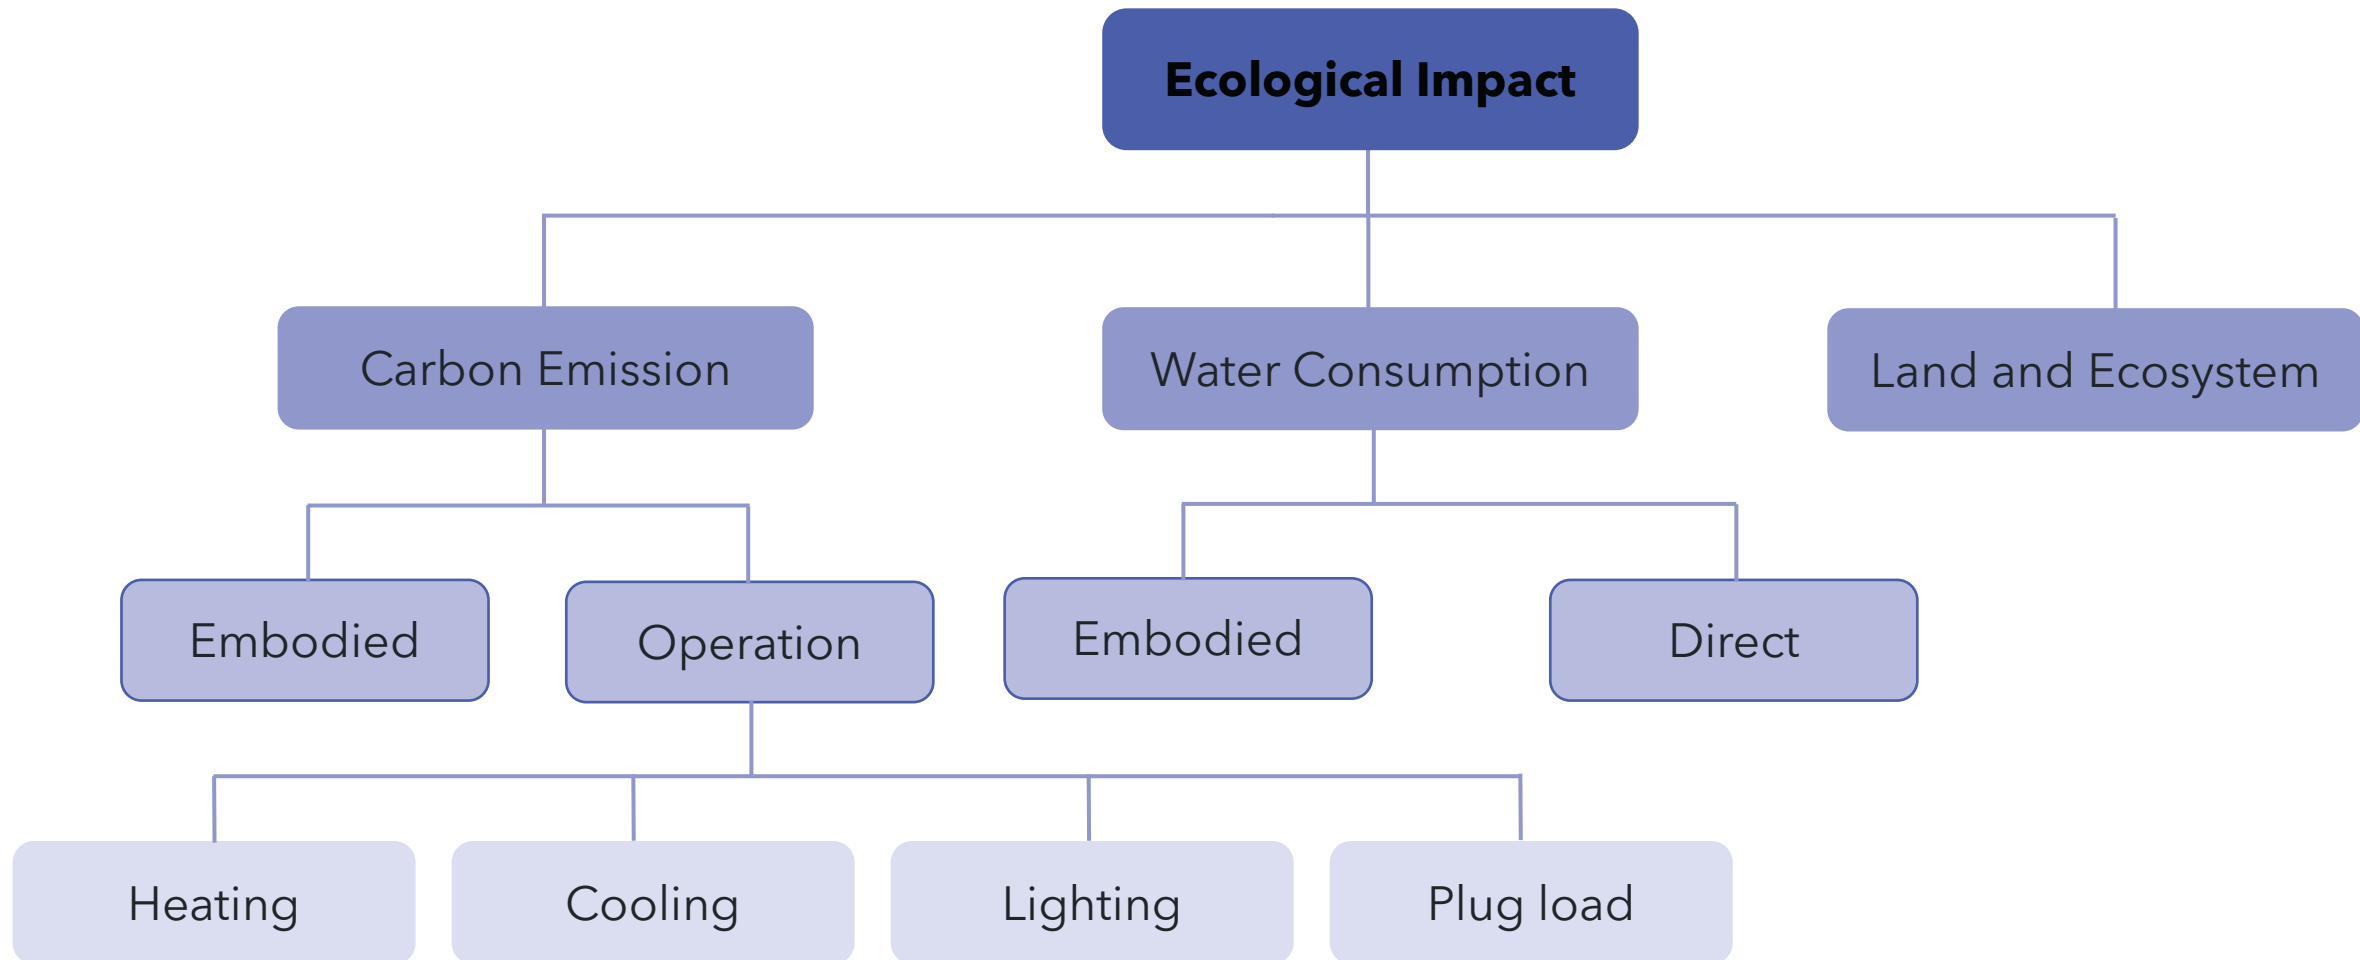 Ecological Impact
Carbon Emission
Water Consumption
Land and Ecosystem
Embodied
Operation
Embodied
Direct
Heating
Cooling
Lighting
Plug load